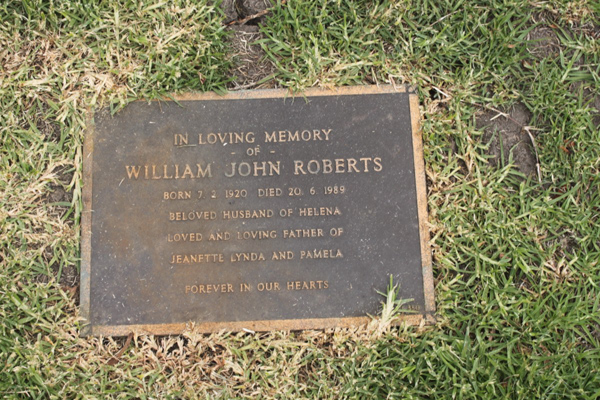 IN LOVING MEMORY
OF
WILLIAM JOHN ROBERTS
BORN 7. 2. 1920 DIED 20. 6. 1989
BELOVED HUSBAND OF HELENA
LOVED AND LOVING FATHER OF
JEANETTE LYNDA AND PAMELA
FOREVER IN OUR HEARTS